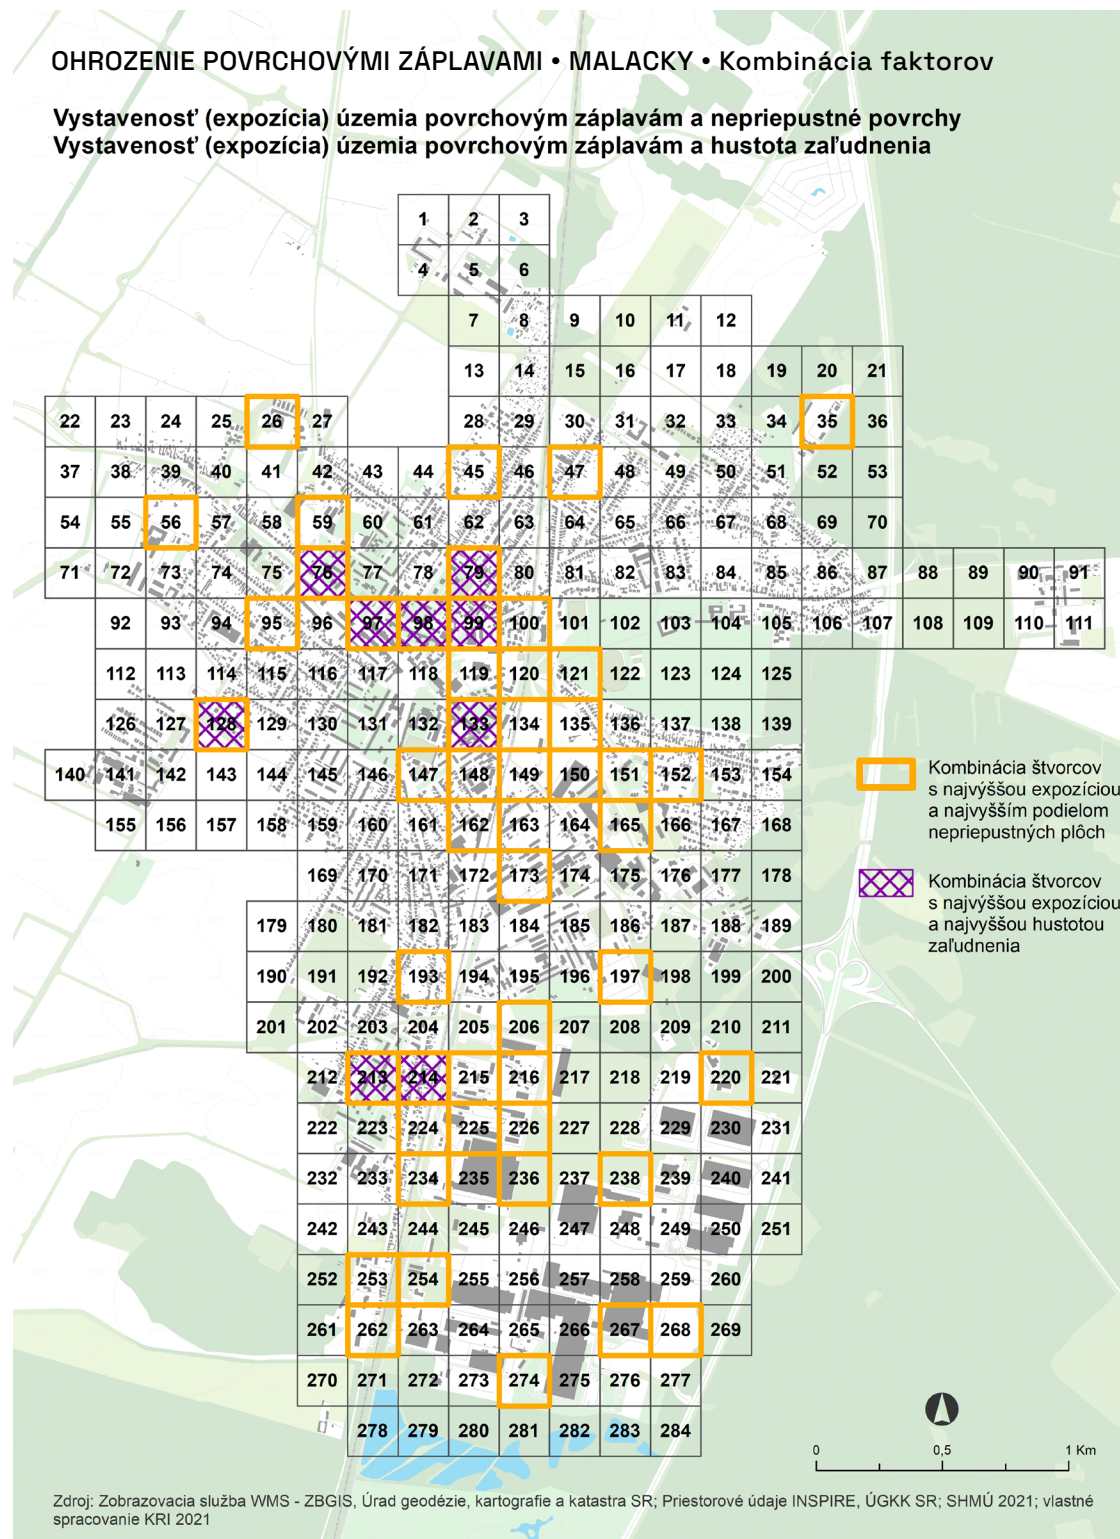 OHROZENIE POVRCHOVÝMI ZÁPLAVAMI • MALACKY • Kombinácia faktorov
Vystavenosť (expozícia) územia povrchovým záplavám a nepriepustné povrchy
Vystavenosť (expozícia) územia povrchovým záplavám a hustota zaľudnenia
1 2 3
4 5 6
7 8 9 10 11 12
13 14 15 16 17 18 19 20 21
22 23 24 25 26 27 28 29 30 31 32 33 34 35 36
37 38 39 40 41 42 43 44 45 46 47 48 49 50 51 52 53
54 55 56 57 58 59 60 61 62 63 64 65 66 67 68 69 70
71 72 73 74 75 76 77 78 79 80 81 82 83 84 85 86 87 88 89 90 91
92 93 94 95 96 97 98 99 100 101 102 103 104 105 106 107 108 109 110 111
112 113 114 115 116 117 118 119 120 121 122 123 124 125
126 127 128 129 130 131 132 133 134 135 136 137 138 139
140 141 142 143 144 145 146 147 148 149 150 151 152 153 154
155 156 157 158 159 160 161 162 163 164 165 166 167 168
169 170 171 172 173 174 175 176 177 178
179 180 181 182 183 184 185 186 187 188 189
190 191 192 193 194 195 196 197 198 199 200
201 202 203 204 205 206 207 208 209 210 211
212 213 214 215 216 217 218 219 220 221
222 223 224 225 226 227 228 229 230 231
232 233 234 235 236 237 238 239 240 241
242 243 244 245 246 247 248 249 250 251
252 253 254 255 256 257 258 259 260
261 262 263 264 265 266 267 268 269
270 271 272 273 274 275 276 277
278 279 280 281 282 283 284
Kombinácia štvorcov
s najvýššou expozíciou
a najvyšším podielom
nepriepustných plôch
Kombinácia štvorcov
s najvýššou expozíciou
a najvyššou hustotou
zaľudnenia
0 0,5 1 Km
Zdroj: Zobrazovacia služba WMS - ZBGIS, Úrad geodézie, kartografie a katastra SR; Priestorové údaje INSPIRE, ÚGKK SR; SHMÚ 2021; vlastné
spracovanie KRI 2021